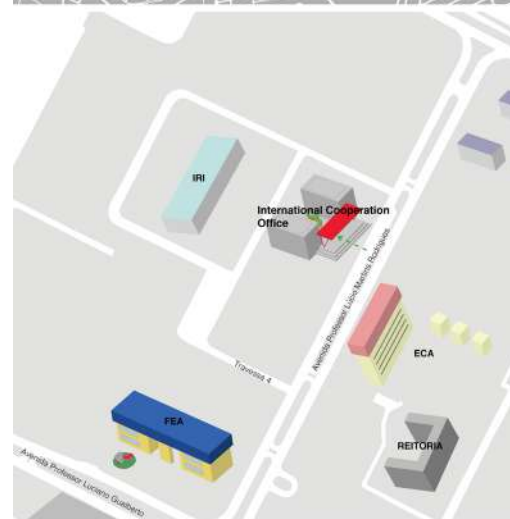 IRI
International Cooperation
Office
Avenida Professor Lúcio Martins Rodrigues
ECA
Travessa 4
FEA
REITORIA
Avenida Professor Luciano Gualberto